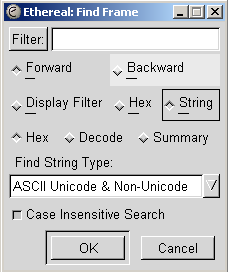 Ethereal: Find Frame
Filter:
Forward Backward
Display Filter Hex String
Hex Decode Summary
Find String Type:
ASCII Unicode & Non-Unicode
Case Insensitive Search
OK Cancel